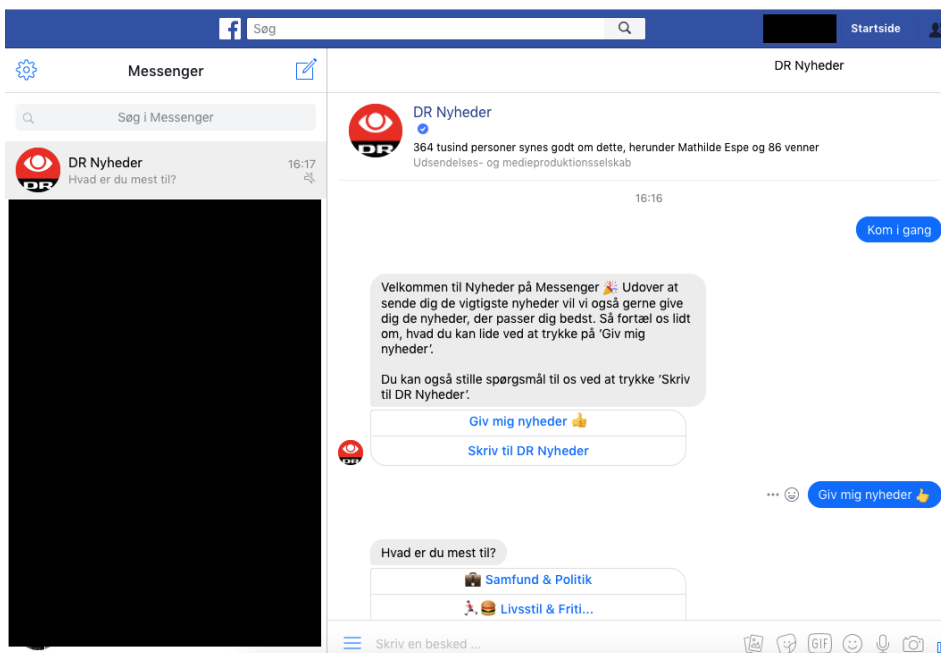 Søg
Startside
Messenger
DR Nyheder
Søg i Messenger
DR Nyheder
16:17
Hvad er du mest til?
DR
DR Nyheder
364 tusind personer synes godt om dette, herunder Mathilde Espe og 86 venner
Udsendelses- og medieproduktionsselskab
DR
16:16
Kom i gang
Velkommen til Nyheder på Messenger 🎉 Udover at
sende dig de vigtigste nyheder vil vi også gerne give
dig de nyheder, der passer dig bedst. Så fortæl os lidt
om, hvad du kan lide ved at trykke på ‘Giv mig
nyheder’.
Du kan også stille spørgsmål til os ved at trykke ‘Skriv
til DR Nyheder’.
Giv mig nyheder 👍
Skriv til DR Nyheder
DR
Giv mig nyheder 👍
Hvad er du mest til?
💼 Samfund & Politik
🏃🍔 Livsstil & Friti...
Skriv en besked ...
GIF